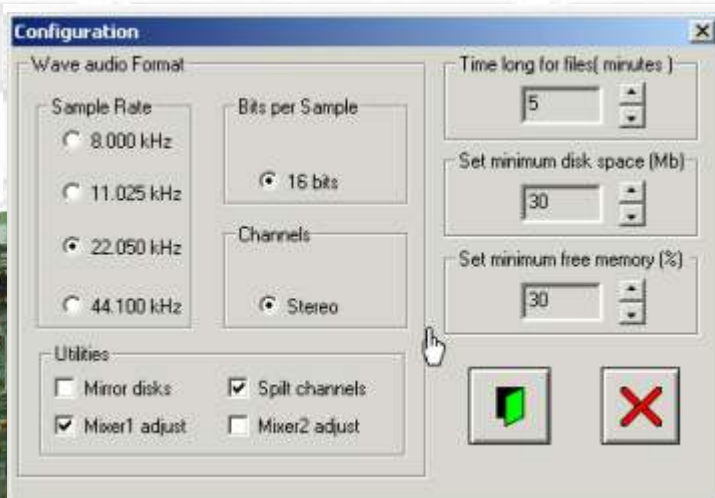 Configuration
Wave audio Format
Sample Rate
8.000 kHz
11.025 kHz
22.050 kHz
44.100 kHz
Bits per Sample
16 bits
Channels
Stereo
Utilities
Mirror disks
Spilt channels
Mixer1 adjust
Mixer2 adjust
Time long for files( minutes )
5
Set minimum disk space (Mb)
30
Set minimum free memory (%)
30